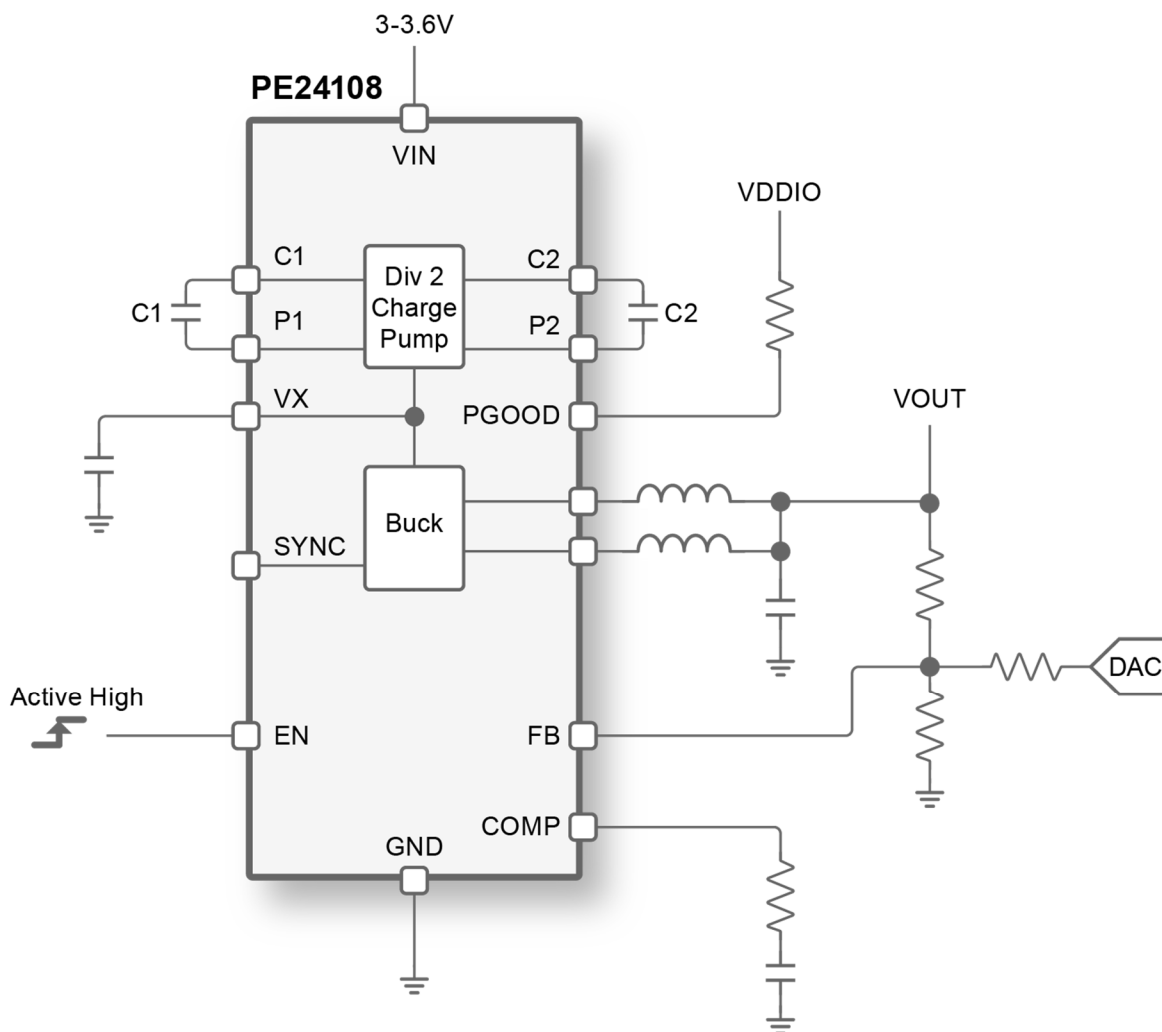 3-3.6V
PE24108
VIN
VDDIO
C1
C2
Div 2
Charge
Pump
C1
P1
P2
C2
VX
PGOOD
VOUT
Buck
SYNC
DAC
Active High
EN
FB
COMP
GND